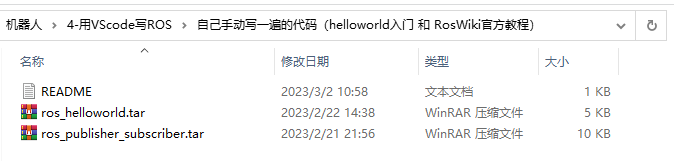 机器人 › 4-用VScode写ROS › 自己手动写一遍的代码（helloworld入门 和 RosWiki官方教程）
名称 修改日期 类型 大小
README 2023/3/2 10:58 文本文档 1 KB
ros_helloworld.tar 2023/2/22 14:38 WinRAR 压缩文件 5 KB
ros_publisher_subscriber.tar 2023/2/21 21:56 WinRAR 压缩文件 10 KB